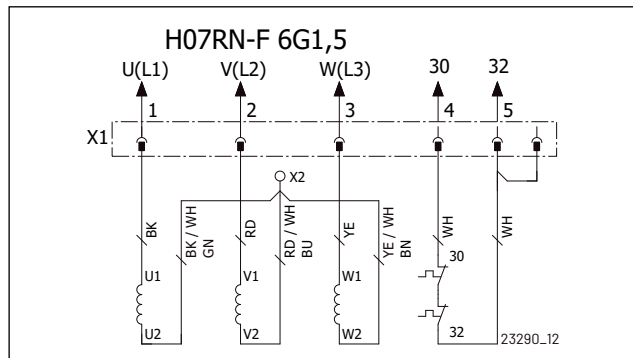 H07RN-F 6G1,5
U(L1) V(L2) W(L3) 30 32
1 2 3 4 5
X1
X2
BK BK / WH GN RD RD / WH BU YE YE / WH BN WH WH
30
U1 V1 W1
U2 V2 W2 32
23290_12